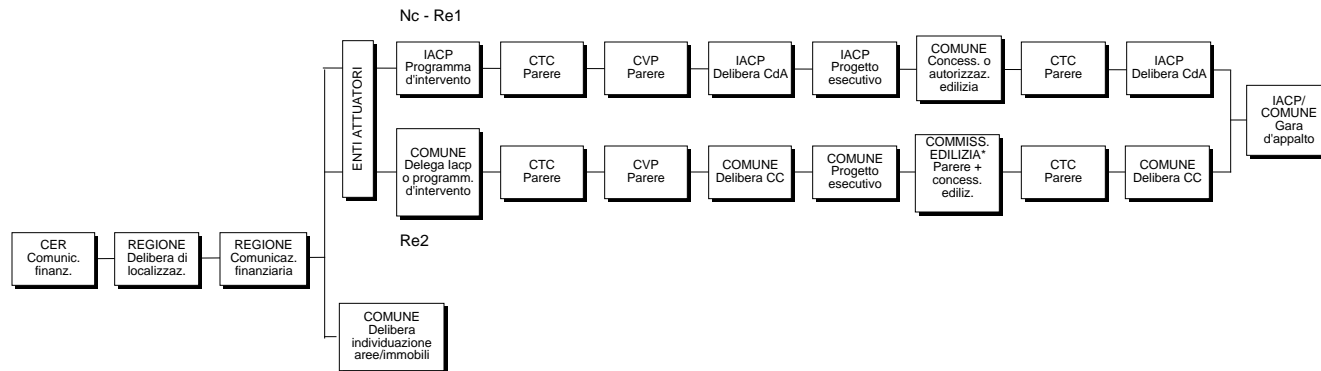 Nc - Re1
ENTI ATTUATORI
IACP
Programma
d'intervento
CTC
Parere
CVP
Parere
IACP
Delibera CdA
IACP
Progetto
esecutivo
COMUNE
Concess. o
autorizzaz.
edilizia
CTC
Parere
IACP
Delibera CdA
IACP/
COMUNE
Gara
d'appalto
COMUNE
Delega Iacp
o programm.
d'intervento
CTC
Parere
CVP
Parere
COMUNE
Delibera CC
COMUNE
Progetto
esecutivo
COMMISS.
EDILIZIA*
Parere +
concess.
ediliz.
CTC
Parere
COMUNE
Delibera CC
Re2
CER
Comunic.
finanz.
REGIONE
Delibera di
localizzaz.
REGIONE
Comunicaz.
finanziaria
COMUNE
Delibera
individuazione
aree/immobili